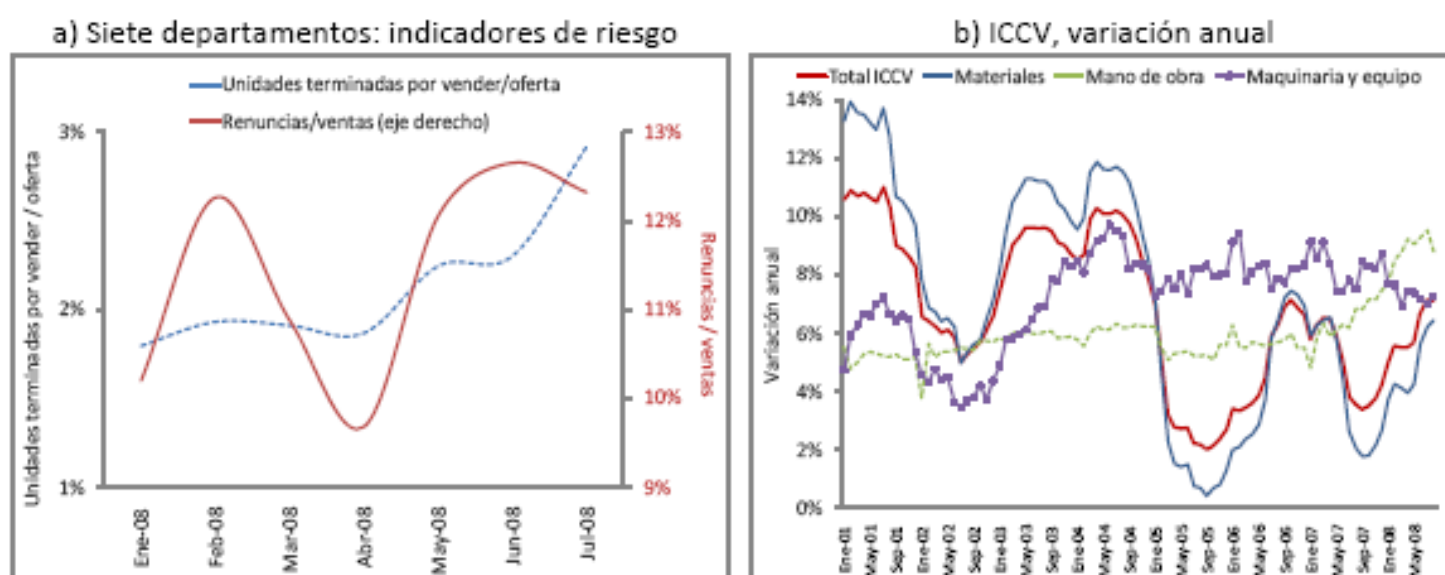 a) Siete departamentos: indicadores de riesgo
Unidades terminadas por vender/oferta
Renuncias/ventas (eje derecho)
Unidades terminadas por vender / oferta
3%
2%
1%
13%
12%
11%
10%
9%
Renuncias / ventas
Ene-08
Feb-08
Mar-08
Abr-08
May-08
Jun-08
Jul-08
b) ICCV, variación anual
Total ICCV Materiales Mano de obra Maquinaria y equipo
Variación anual
14%
12%
10%
8%
6%
4%
2%
0%
Ene-01
May-01
Sep-01
Ene-02
May-02
Sep-02
Ene-03
May-03
Sep-03
Ene-04
May-04
Sep-04
Ene-05
May-05
Sep-05
Ene-06
May-06
Sep-06
Ene-07
May-07
Sep-07
Ene-08
May-08